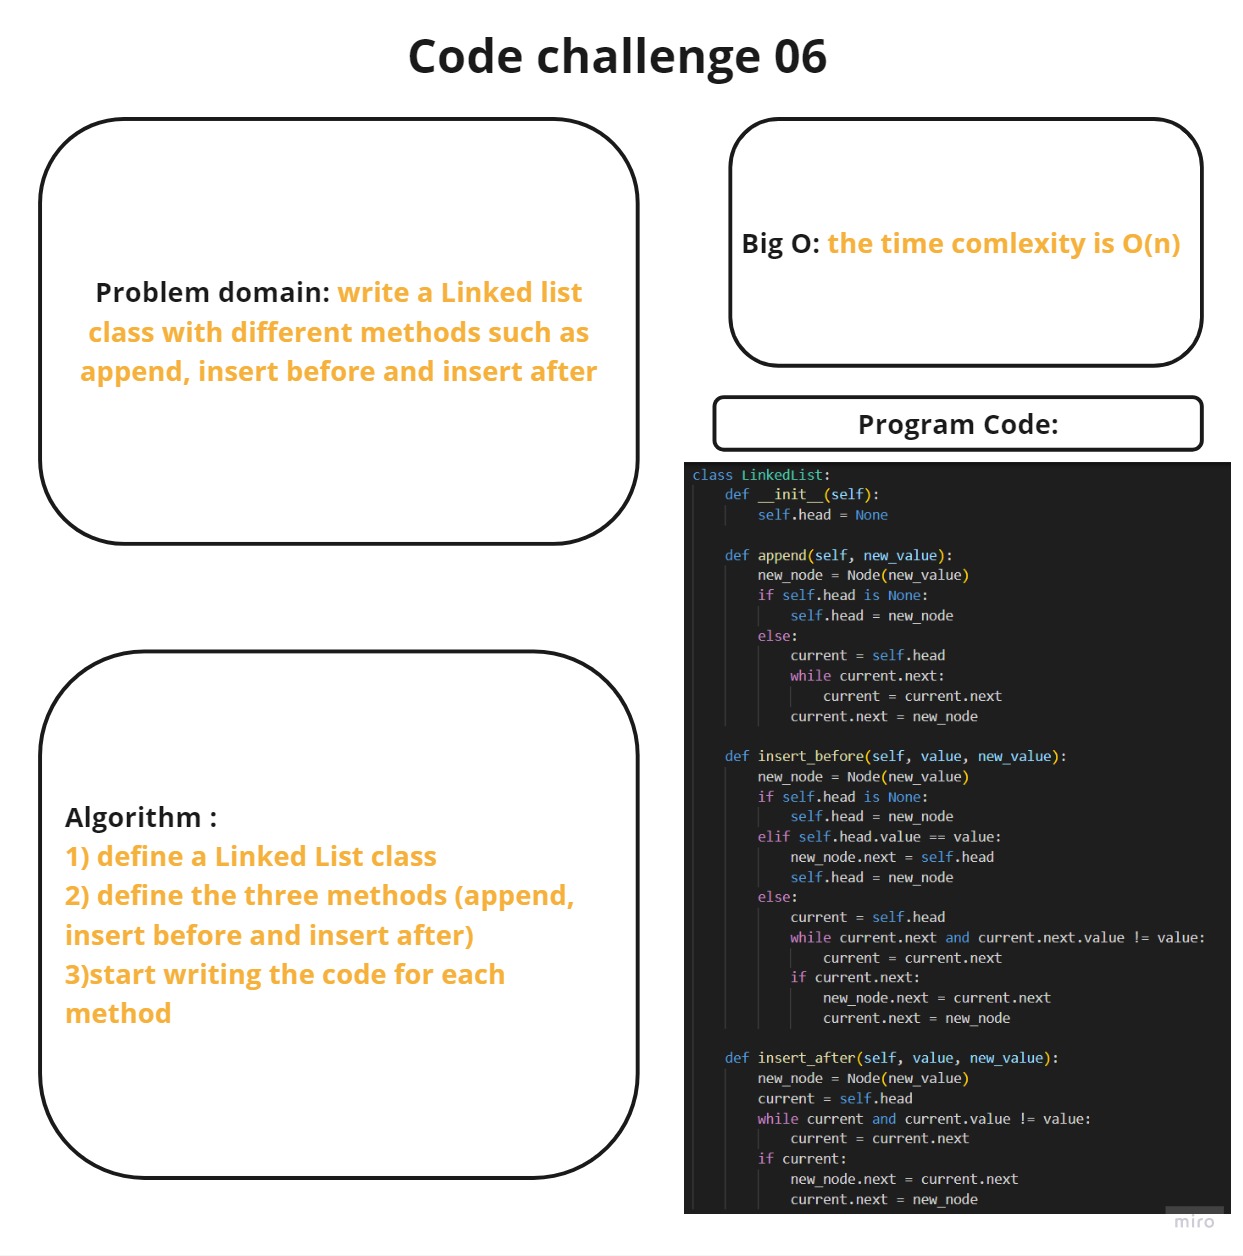 Code challenge 06
Problem domain: write a Linked list
class with different methods such as
append, insert before and insert after
Big O: the time comlexity is O(n)
Algorithm :
1) define a Linked List class
2) define the three methods (append,
insert before and insert after)
3)start writing the code for each
method
Program Code:
class LinkedList:
    def __init__(self):
        self.head = None

    def append(self, new_value):
        new_node = Node(new_value)
        if self.head is None:
            self.head = new_node
        else:
            current = self.head
            while current.next:
                current = current.next
            current.next = new_node

    def insert_before(self, value, new_value):
        new_node = Node(new_value)
        if self.head is None:
            self.head = new_node
        elif self.head.value == value:
            new_node.next = self.head
            self.head = new_node
        else:
            current = self.head
            while current.next and current.next.value != value:
                current = current.next
            if current.next:
                new_node.next = current.next
                current.next = new_node

    def insert_after(self, value, new_value):
        new_node = Node(new_value)
        current = self.head
        while current and current.value != value:
            current = current.next
        if current:
            new_node.next = current.next
            current.next = new_node
miro